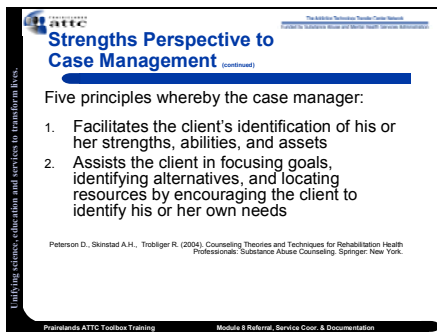 PRAIRIELANDS
attc
The Addiction Technology Transfer Center Network
Funded by Substance Abuse and Mental Health Services Administration
Strengths Perspective to
Case Management (continued)
Five principles whereby the case manager:
1. Facilitates the client's identification of his or
her strengths, abilities, and assets
2. Assists the client in focusing goals,
identifying alternatives, and locating
resources by encouraging the client to
identify his or her own needs
Peterson D., Skinstad A.H., Trobliger R. (2004). Counseling Theories and Techniques for Rehabilitation Health
Professionals: Substance Abuse Counseling. Springer: New York.
Unifying science, education and services to transform lives.
Prairelands ATTC Toolbox Training Module 8 Referral, Service Coor. & Documentation